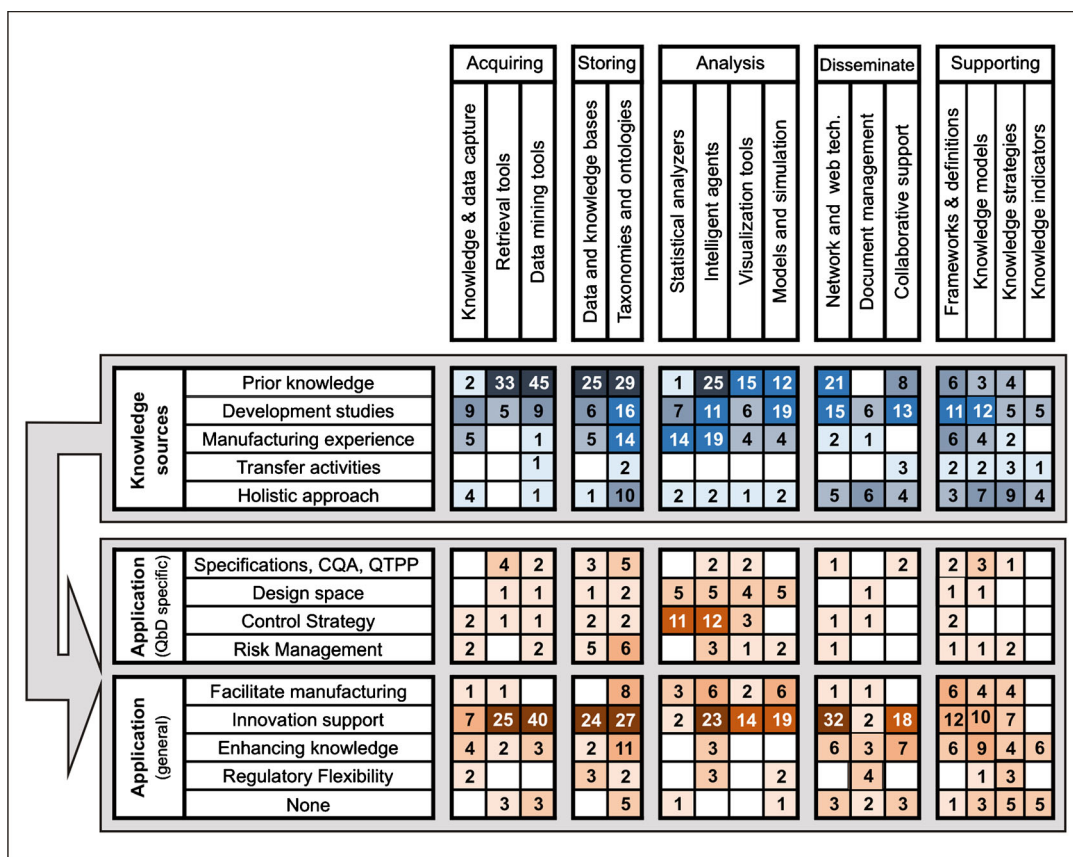 Acquiring Storing Analysis Disseminate Supporting
Knowledge & data capture
Retrieval tools
Data mining tools
Data and knowledge bases
Taxonomies and ontologies
Statistical analyzers
Intelligent agents
Visualization tools
Models and simulation
Network and web tech.
Document management
Collaborative support
Frameworks & definitions
Knowledge models
Knowledge strategies
Knowledge indicators
Knowledge
sources
Prior knowledge 2 33 45 25 29 1 25 15 12 21 8 6 3 4
Development studies 9 5 9 6 16 7 11 6 19 15 6 13 11 12 5 5
Manufacturing experience 5 1 5 14 14 19 4 4 2 1 6 4 2
Transfer activities 1 2 3 2 2 3 1
Holistic approach 4 1 1 10 2 2 1 2 5 6 4 3 7 9 4
Application
(QbD specific)
Specifications, CQA, QTPP 4 2 3 5 2 2 1 2 2 3 1
Design space 1 1 1 2 5 5 4 5 1 1 1
Control Strategy 2 1 1 2 2 11 12 3 1 1 2
Risk Management 2 2 5 6 3 1 2 1 1 1 2
Application
(general)
Facilitate manufacturing 1 1 8 3 6 2 6 1 1 6 4 4
Innovation support 7 25 40 24 27 2 23 14 19 32 2 18 12 10 7
Enhancing knowledge 4 2 3 2 11 3 6 3 7 6 9 4 6
Regulatory Flexibility 2 3 2 3 2 4 1 3
None 3 3 5 1 1 3 2 3 1 3 5 5